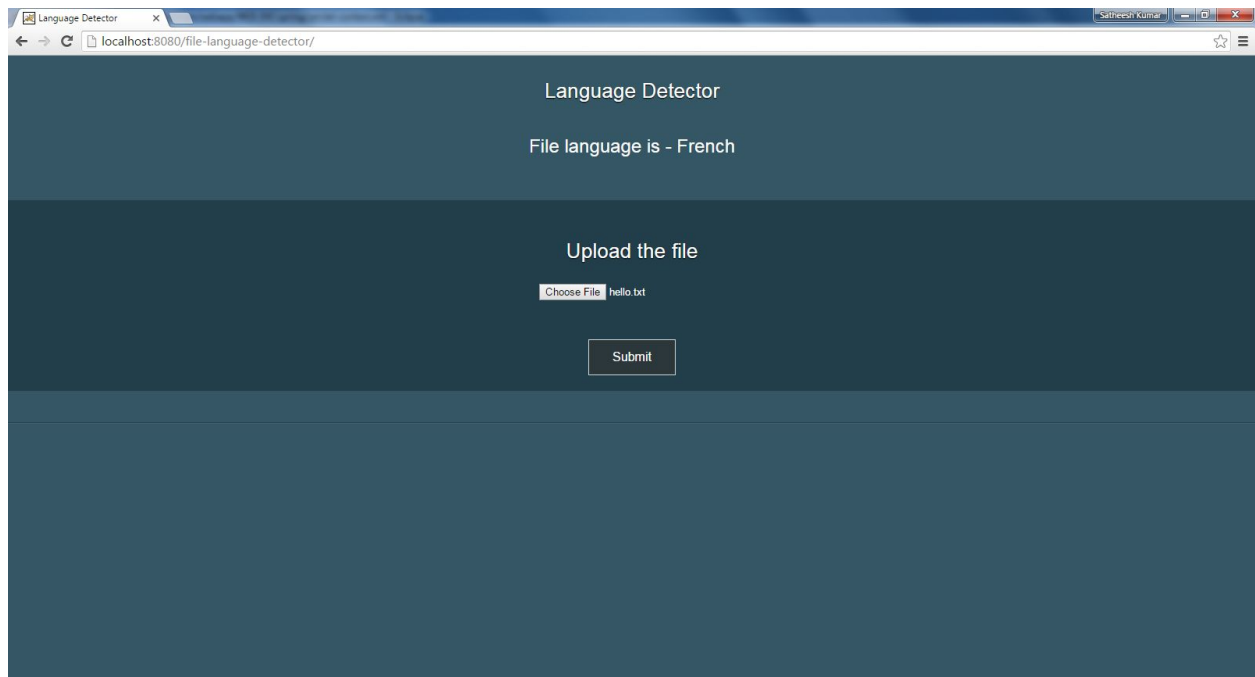 Language Detector
Satheesh Kumar
localhost:8080/file-language-detector/
Language Detector
File language is - French
Upload the file
Choose File hello.txt
Submit